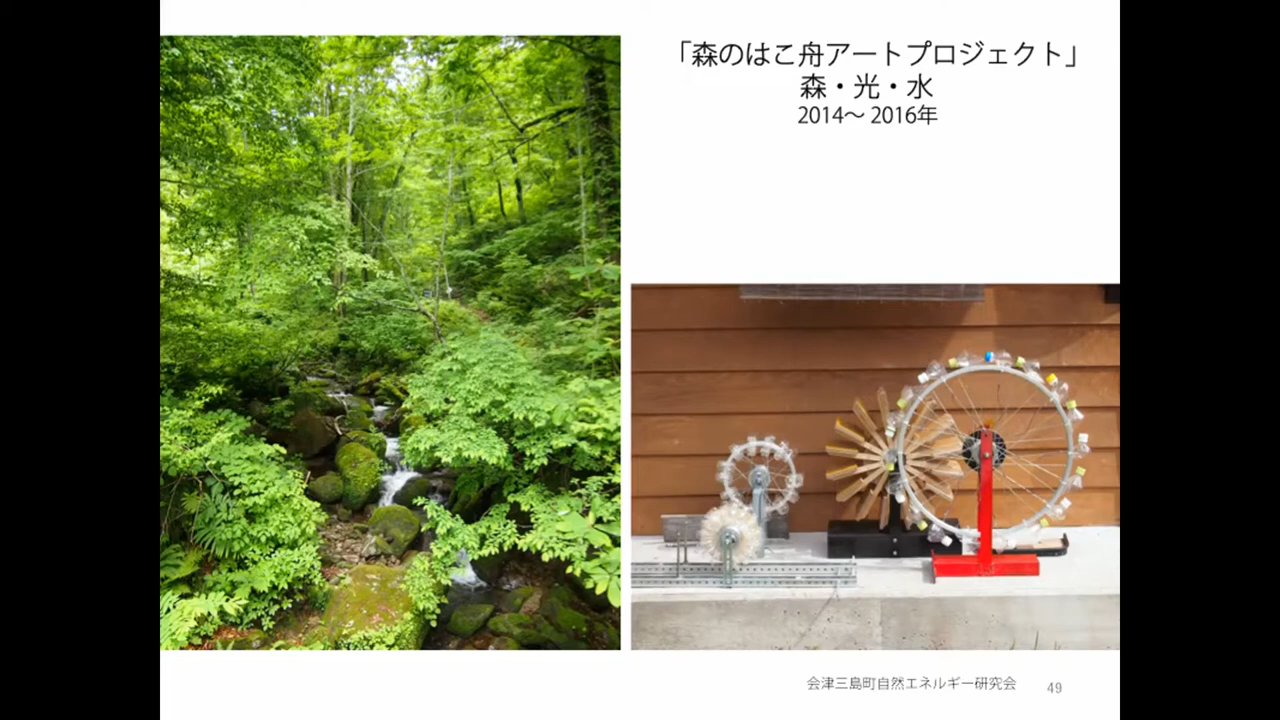 「森のはこ舟アートプロジェクト」
森・光・水
2014～ 2016年
会津三島町自然エネルギー研究会
49